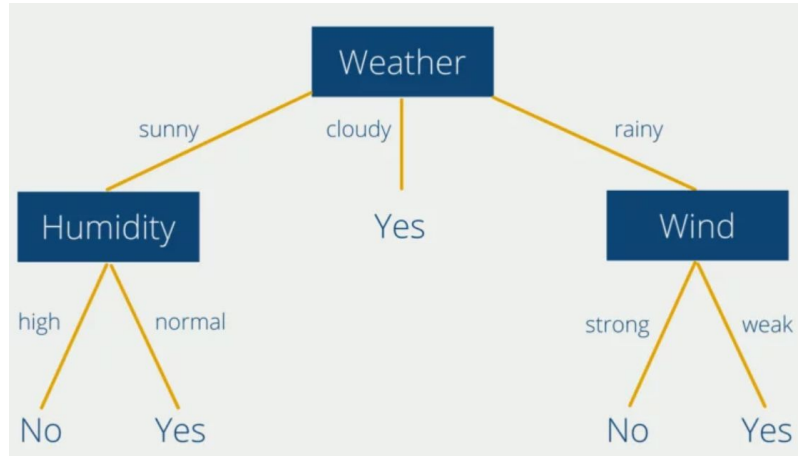 Weather
sunny
cloudy
rainy
Humidity
Yes
Wind
high
normal
strong
weak
No
Yes
No
Yes